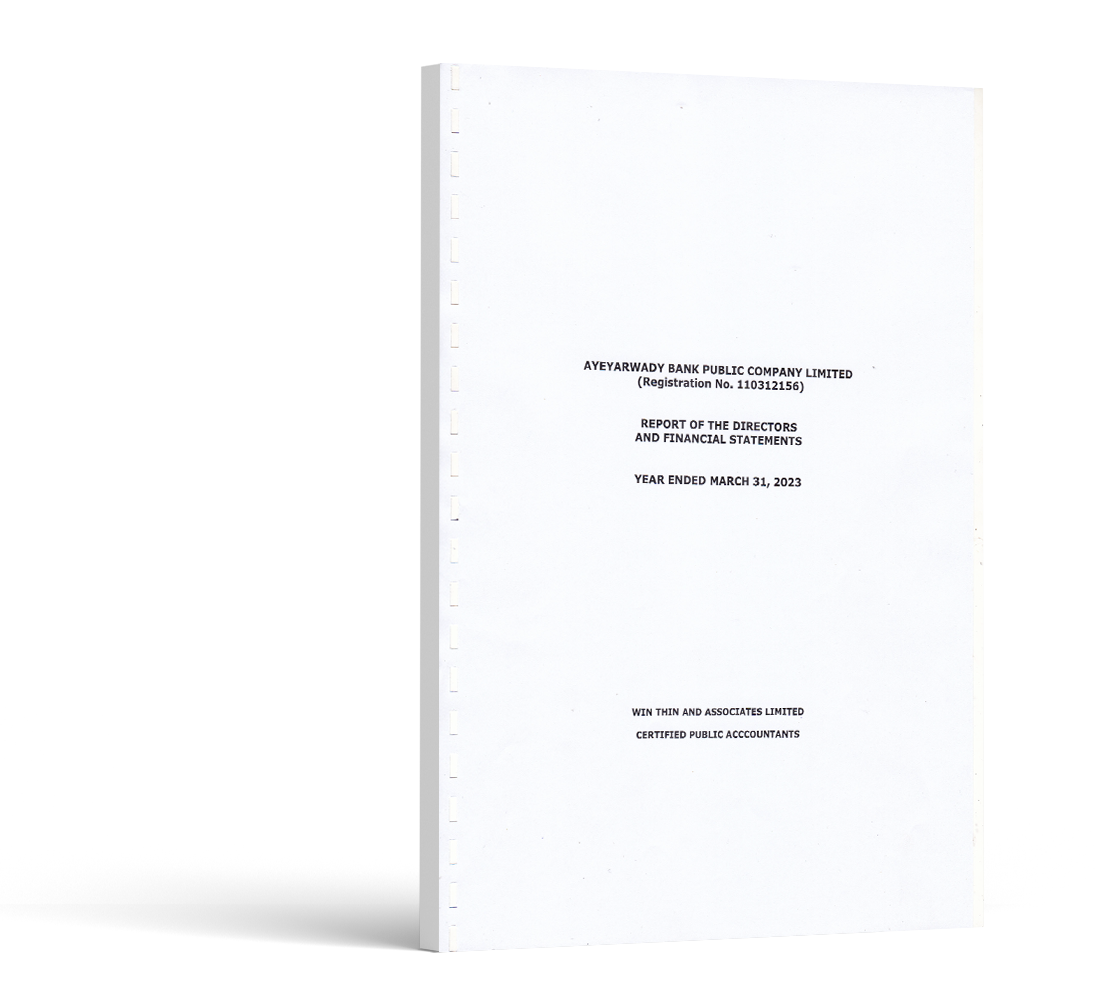 AYEYARWADY BANK PUBLIC COMPANY LIMITED
(Registration No. 110312156)
REPORT OF THE DIRECTORS
AND FINANCIAL STATEMENTS
YEAR ENDED MARCH 31, 2023
WIN THIN AND ASSOCIATES LIMITED
CERTIFIED PUBLIC ACCCOUNTANTS